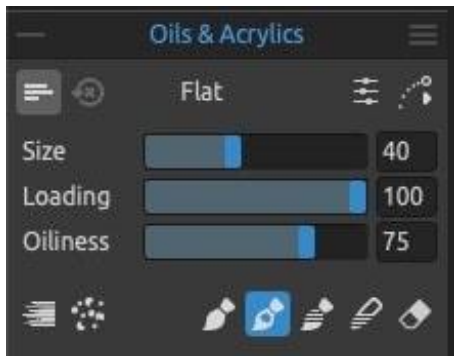 Oils & Acrylics
Flat
Size 40
Loading 100
Oiliness 75